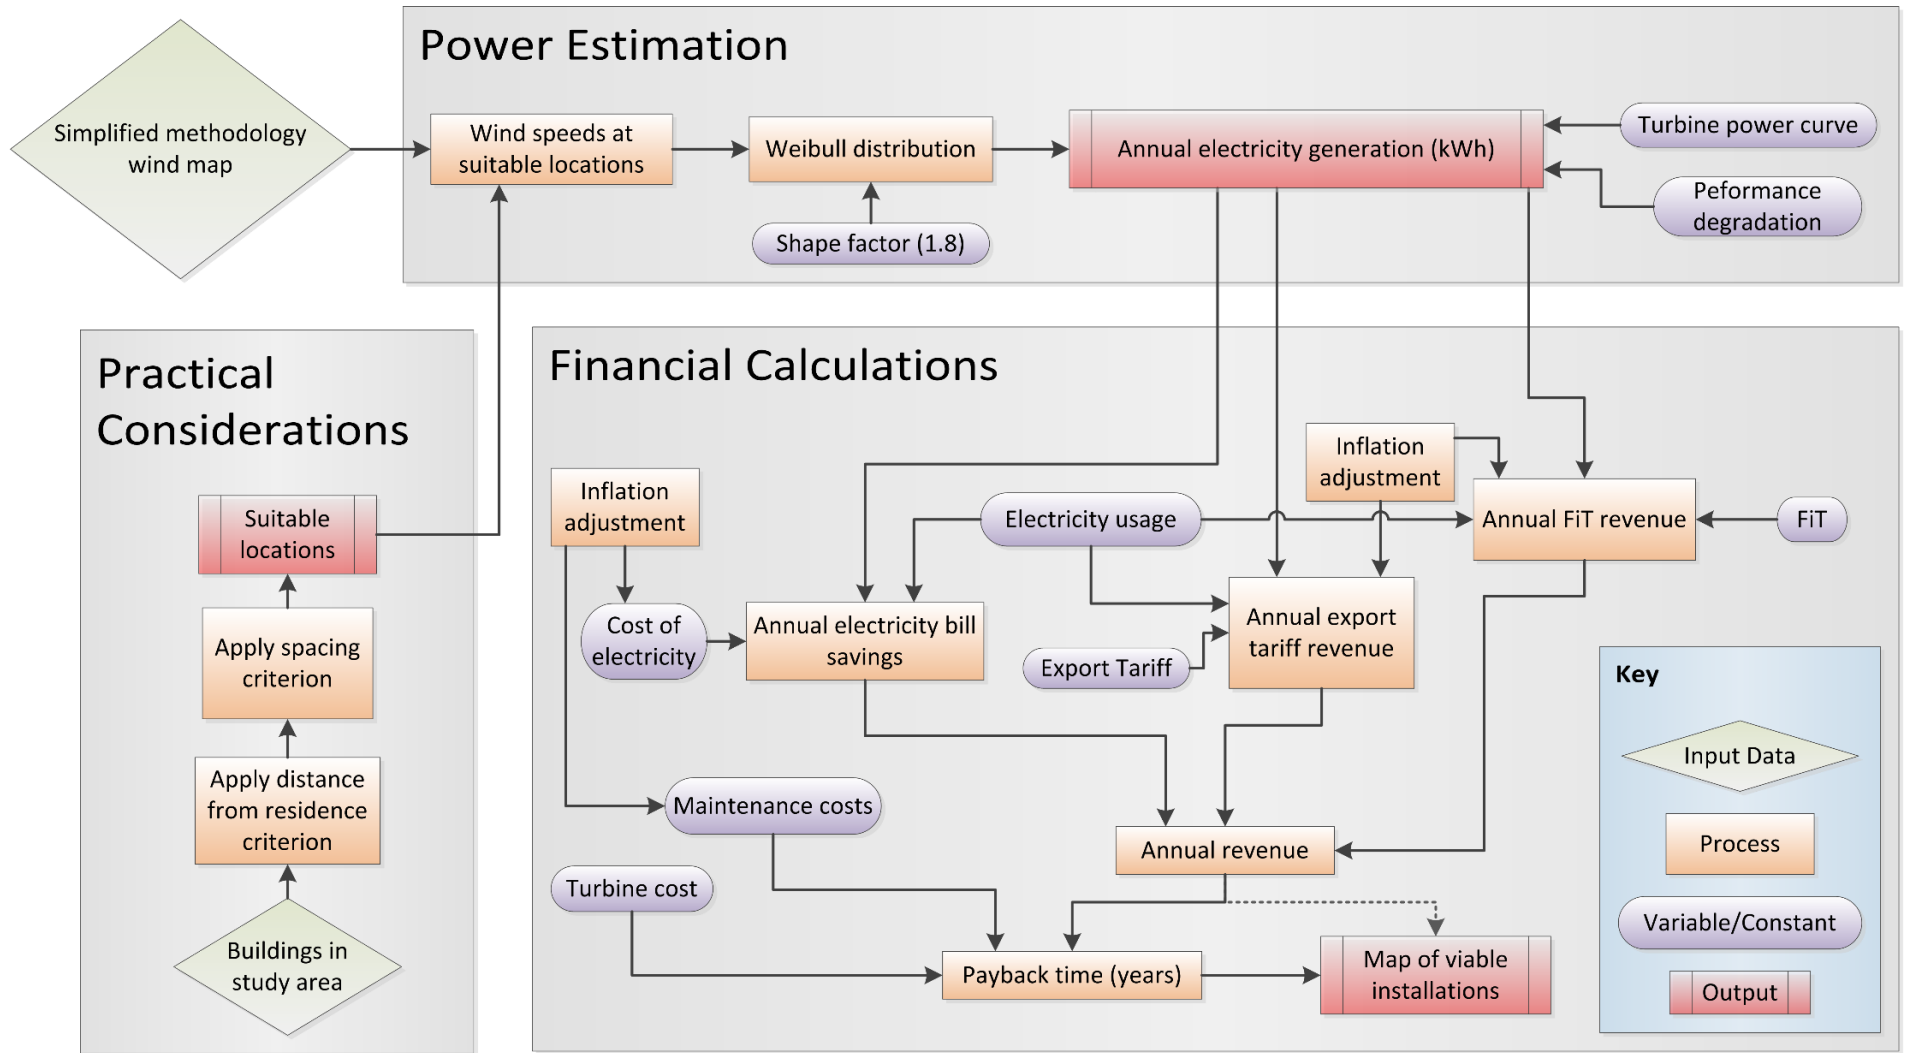 Power Estimation
Simplified methodology
wind map
Wind speeds at
suitable locations
Weibull distribution
Annual electricity generation (kWh)
Turbine power curve
Peformance
degradation
Shape factor (1.8)
Practical
Considerations
Suitable
locations
Apply spacing
criterion
Apply distance
from residence
criterion
Buildings in
study area
Financial Calculations
Inflation
adjustment
Inflation
adjustment
Electricity usage
Annual FiT revenue
FiT
Cost of
electricity
Annual electricity bill
savings
Annual export
tariff revenue
Export Tariff
Maintenance costs
Annual revenue
Turbine cost
Payback time (years)
Map of viable
installations
Key
Input Data
Process
Variable/Constant
Output